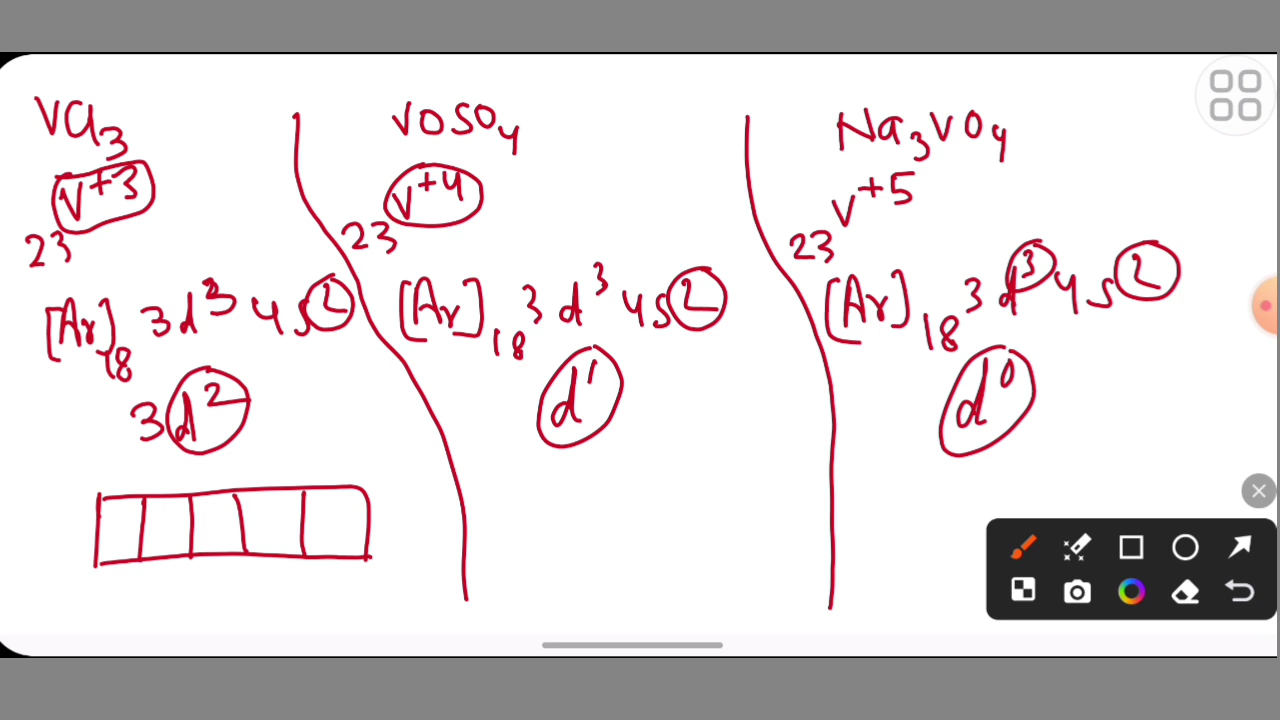 VCl₃
V⁺³
23
[Ar]₁₈ 3d³ 4s²
3d²
VOSO₄
V⁺⁴
23
[Ar]₁₈ 3d³ 4s²
d¹
Na₃VO₄
V⁺⁵
23
[Ar]₁₈ 3d³ 4s²
d⁰